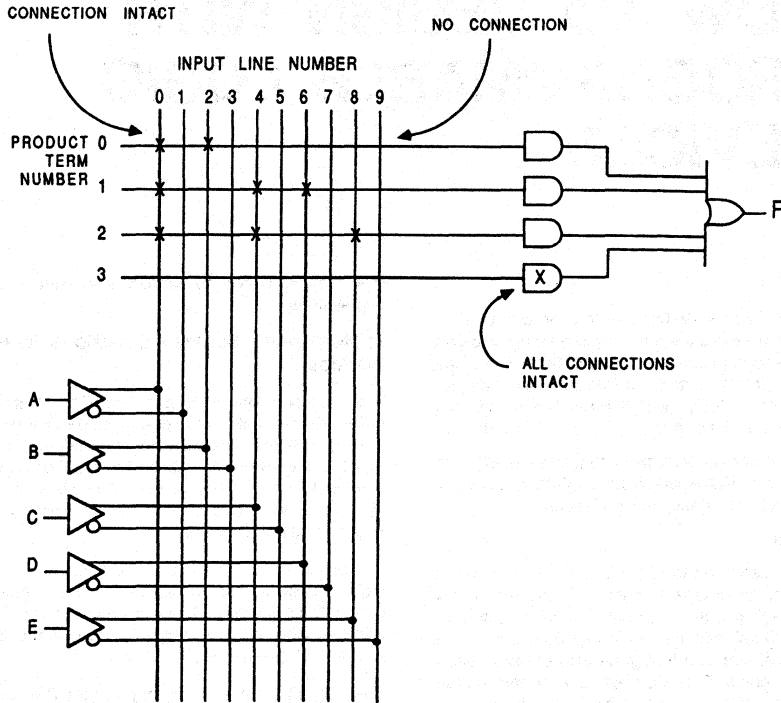 CONNECTION INTACT
NO CONNECTION
INPUT LINE NUMBER
0 1 2 3 4 5 6 7 8 9
PRODUCT 0
TERM
NUMBER 1
2
3
X
F
ALL CONNECTIONS
INTACT
A
B
C
D
E